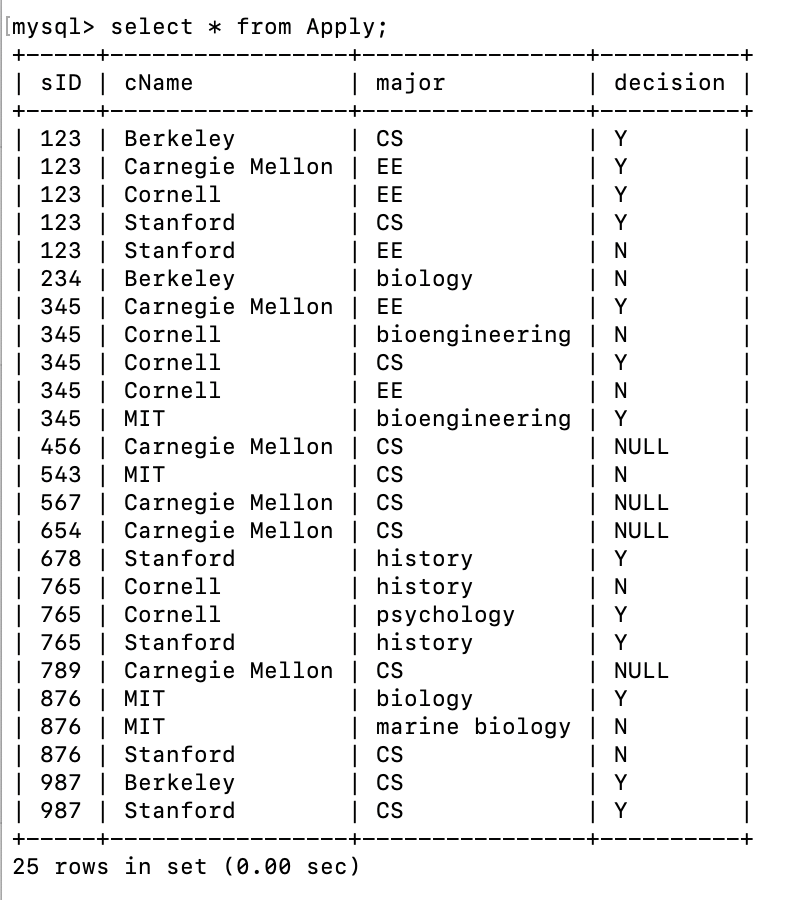 mysql> select * from Apply;
+-----+-----------------+----------------+----------+
| sID | cName           | major          | decision |
+-----+-----------------+----------------+----------+
| 123 | Berkeley        | CS             | Y        |
| 123 | Carnegie Mellon | EE             | Y        |
| 123 | Cornell         | EE             | Y        |
| 123 | Stanford        | CS             | Y        |
| 123 | Stanford        | EE             | N        |
| 234 | Berkeley        | biology        | N        |
| 345 | Carnegie Mellon | EE             | Y        |
| 345 | Cornell         | bioengineering | N        |
| 345 | Cornell         | CS             | Y        |
| 345 | Cornell         | EE             | N        |
| 345 | MIT             | bioengineering | Y        |
| 456 | Carnegie Mellon | CS             | NULL     |
| 543 | MIT             | CS             | N        |
| 567 | Carnegie Mellon | CS             | NULL     |
| 654 | Carnegie Mellon | CS             | NULL     |
| 678 | Stanford        | history        | Y        |
| 765 | Cornell         | history        | N        |
| 765 | Cornell         | psychology     | Y        |
| 765 | Stanford        | history        | Y        |
| 789 | Carnegie Mellon | CS             | NULL     |
| 876 | MIT             | biology        | Y        |
| 876 | MIT             | marine biology | N        |
| 876 | Stanford        | CS             | N        |
| 987 | Berkeley        | CS             | Y        |
| 987 | Stanford        | CS             | Y        |
+-----+-----------------+----------------+----------+
25 rows in set (0.00 sec)